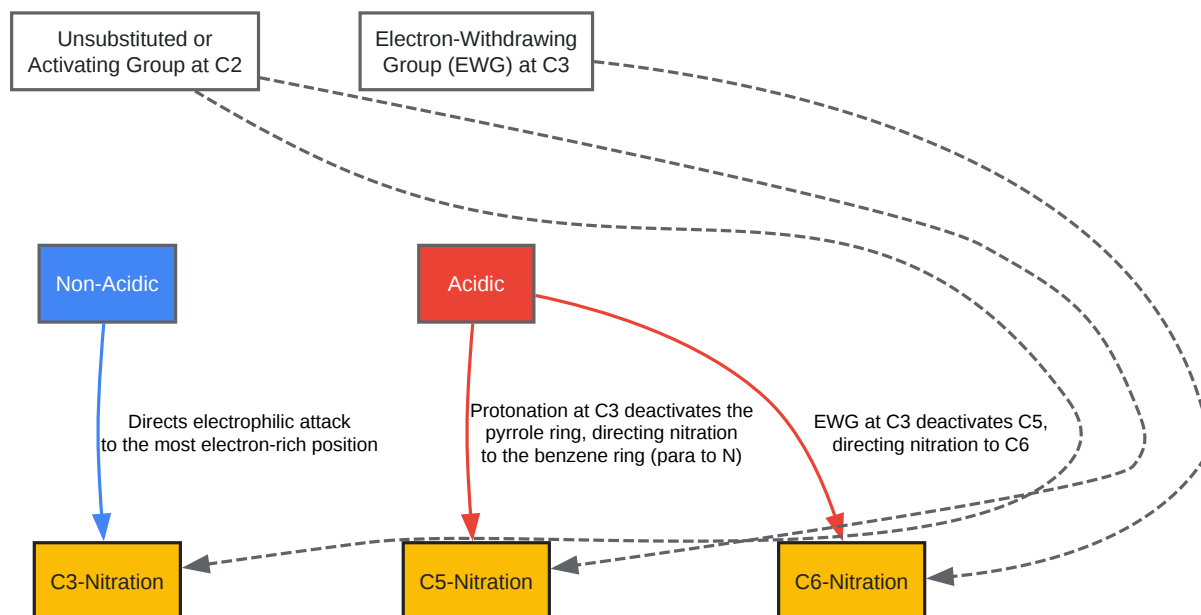 Unsubstituted or
Activating Group at C2
Electron-Withdrawing
Group (EWG) at C3
Non-Acidic
Acidic
Directs electrophilic attack
to the most electron-rich position
Protonation at C3 deactivates the
pyrrole ring, directing nitration
to the benzene ring (para to N)
EWG at C3 deactivates C5,
directing nitration to C6
C3-Nitration
C5-Nitration
C6-Nitration